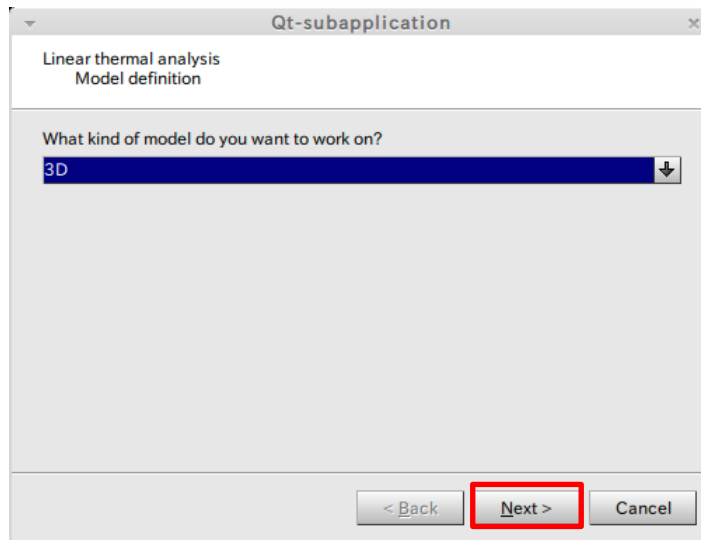 Qt-subapplication
Linear thermal analysis
Model definition
What kind of model do you want to work on?
3D
< Back
Next >
Cancel